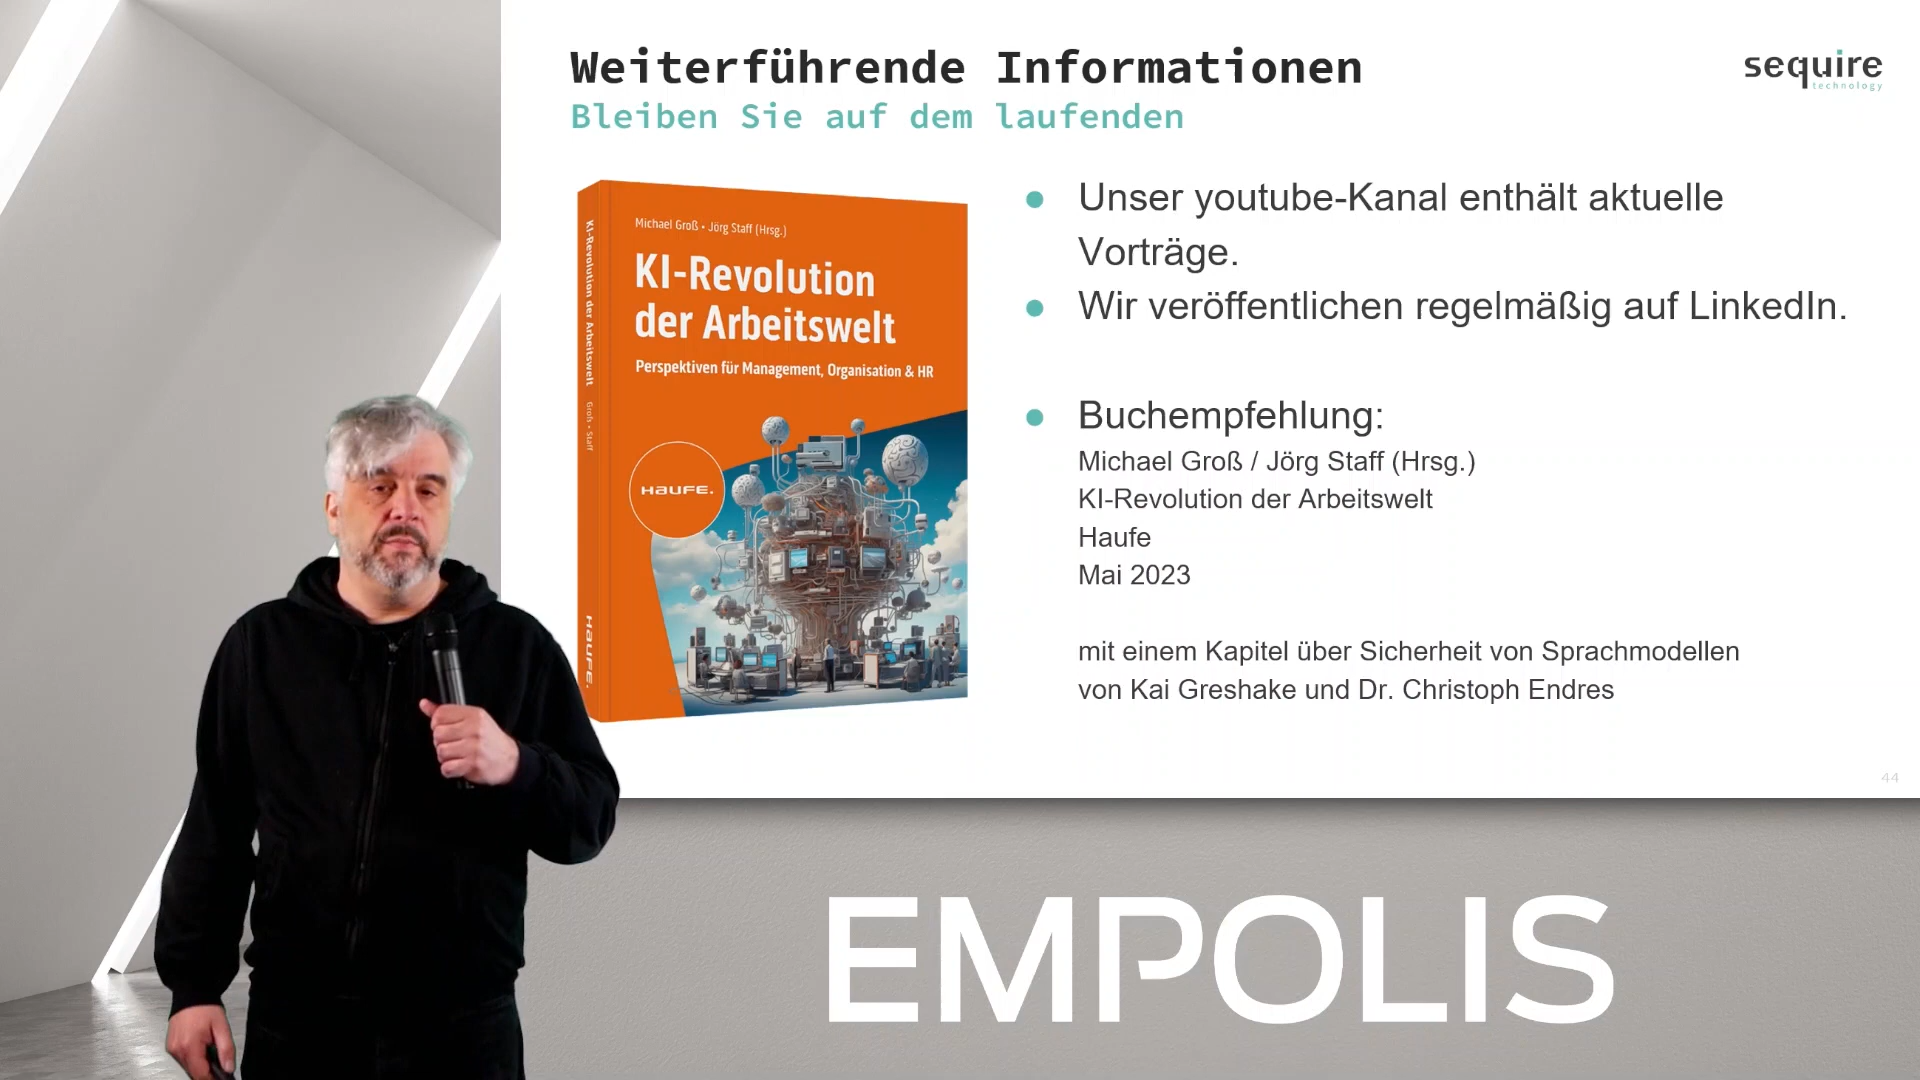 Weiterführende Informationen
Bleiben Sie auf dem laufenden
sequire
technology
Michael Groß • Jörg Staff (Hrsg.)
KI-Revolution
der Arbeitswelt
Perspektiven für Management, Organisation & HR
HAUFE.
KI-Revolution der Arbeitswelt
Groß • Staff
HAUFE.
Unser youtube-Kanal enthält aktuelle
Vorträge.
Wir veröffentlichen regelmäßig auf LinkedIn.
Buchempfehlung:
Michael Groß / Jörg Staff (Hrsg.)
KI-Revolution der Arbeitswelt
Haufe
Mai 2023
mit einem Kapitel über Sicherheit von Sprachmodellen
von Kai Greshake und Dr. Christoph Endres
44
EMPOLIS